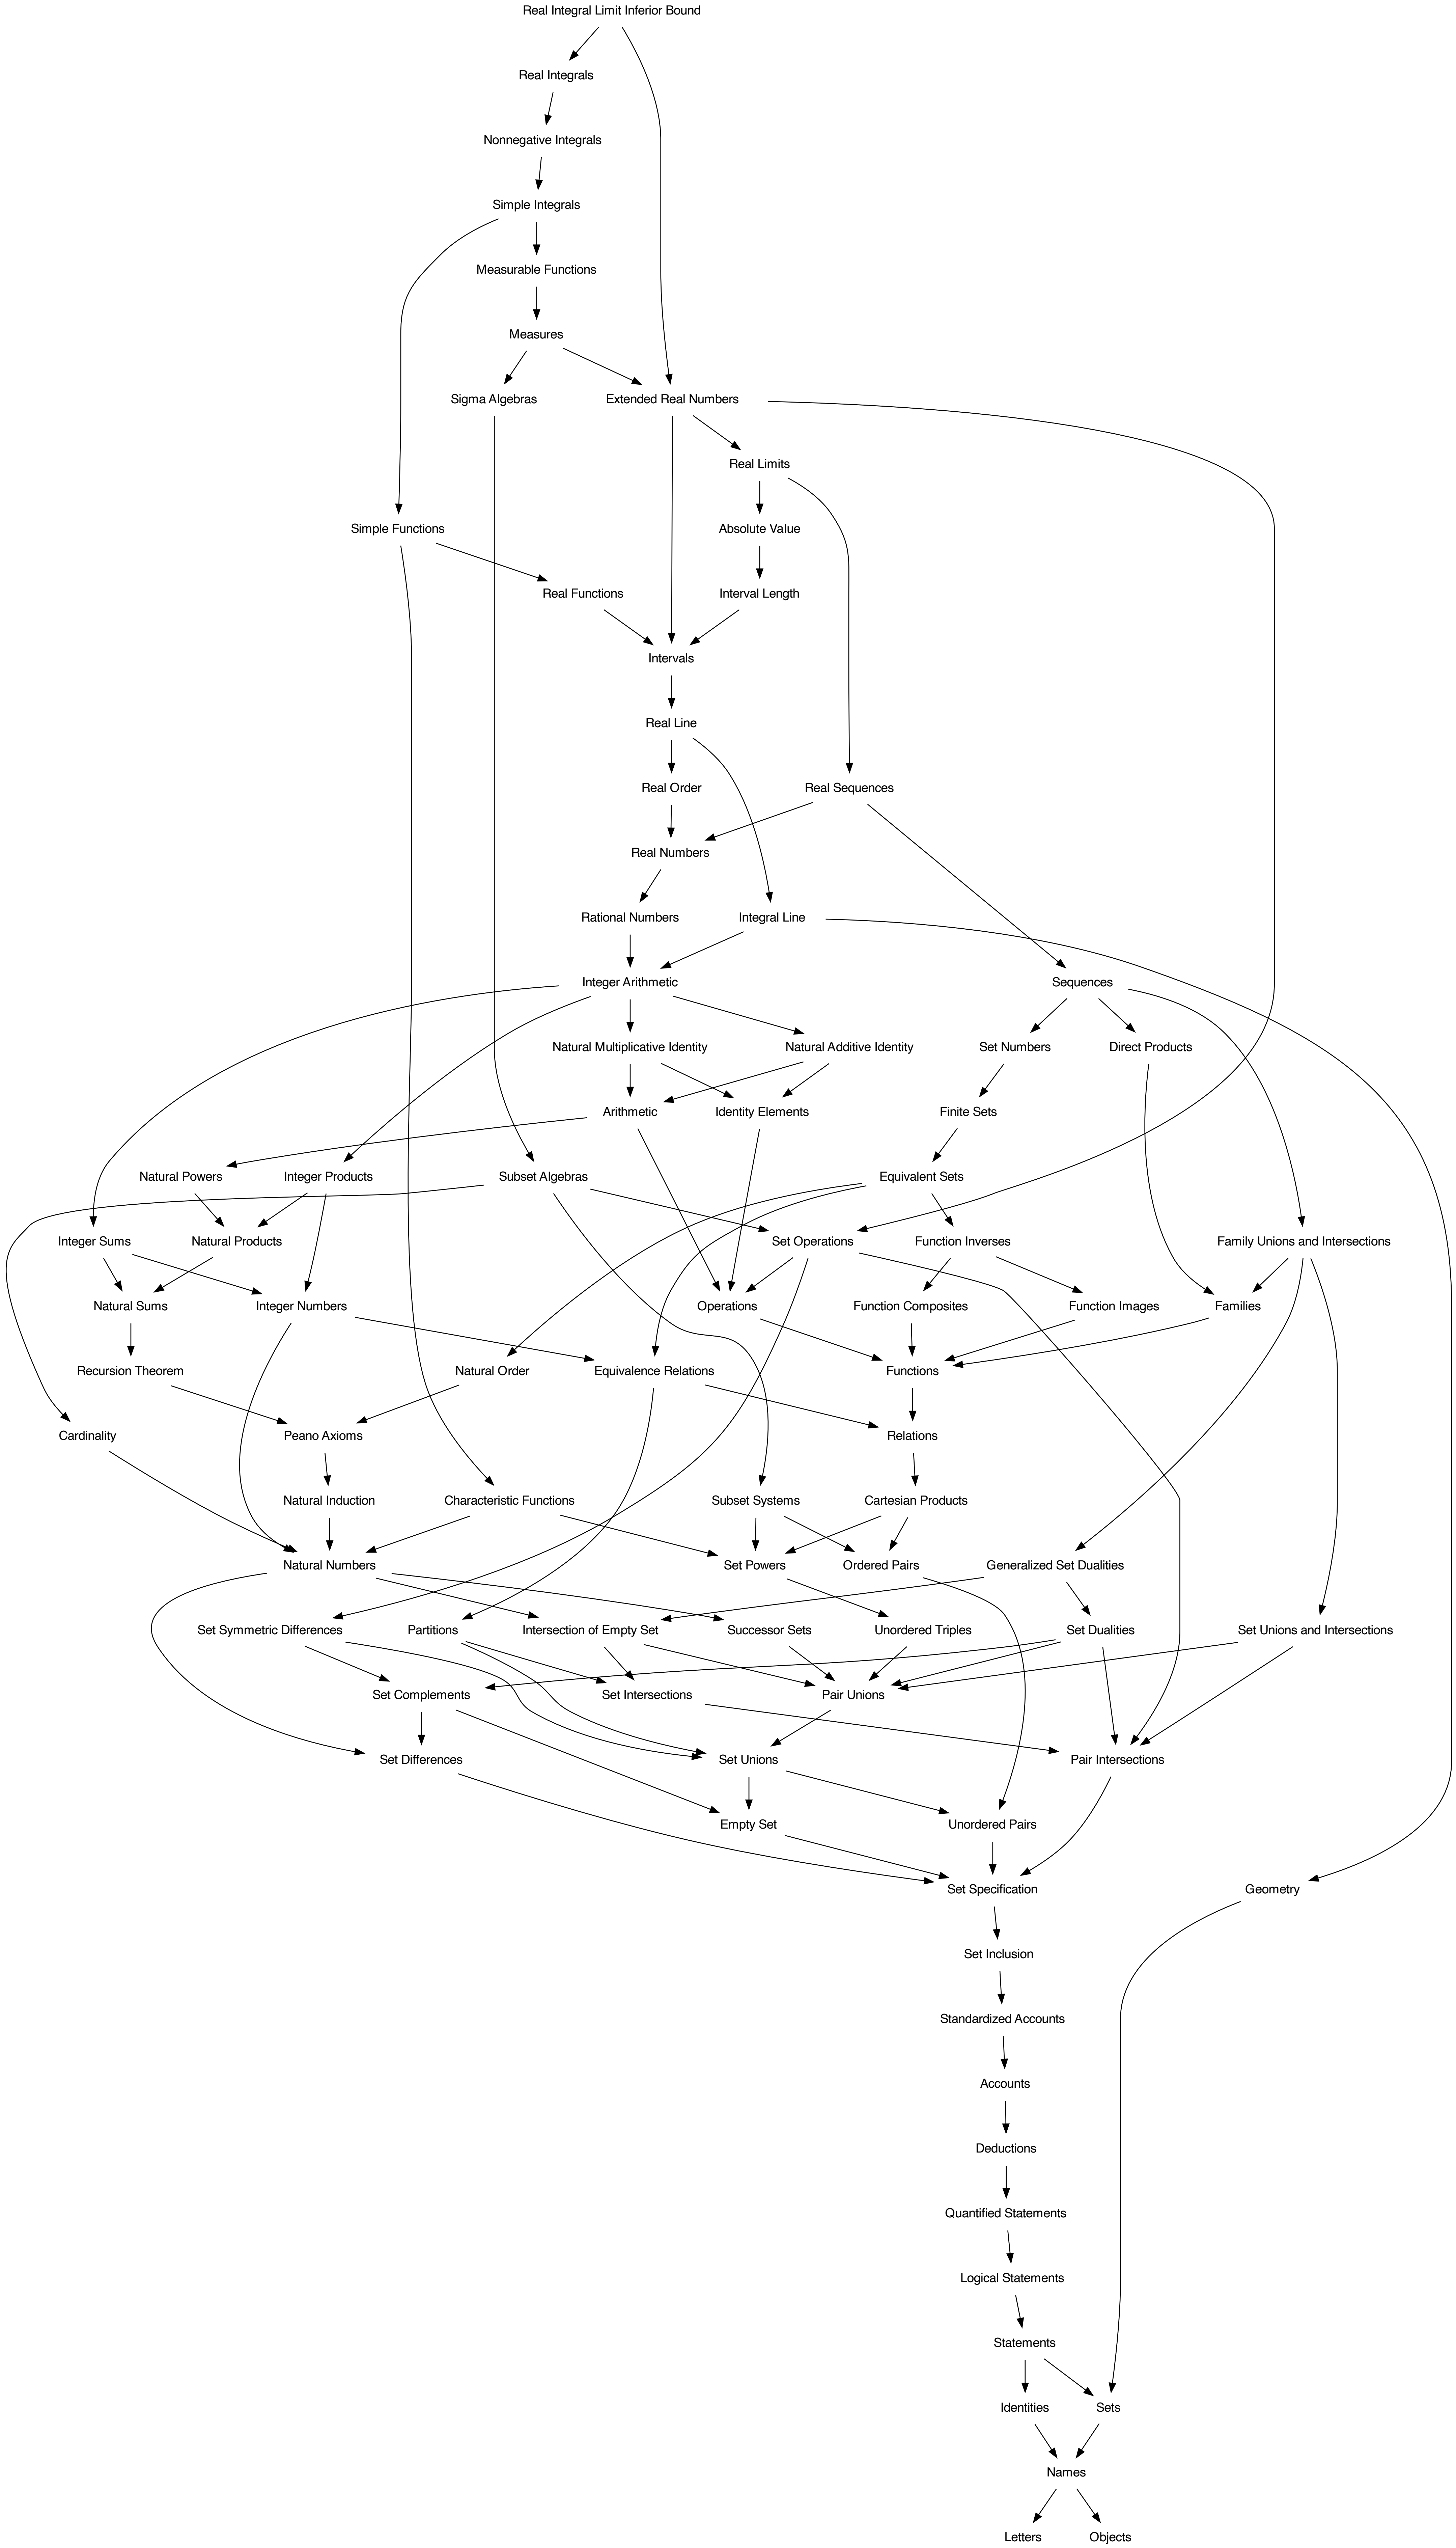 Real Integral Limit Inferior Bound
Real Integrals
Nonnegative Integrals
Simple Integrals
Measurable Functions
Measures
Sigma Algebras
Extended Real Numbers
Real Limits
Simple Functions
Absolute Value
Real Functions
Interval Length
Intervals
Real Line
Real Order
Real Sequences
Real Numbers
Rational Numbers
Integral Line
Integer Arithmetic
Sequences
Natural Multiplicative Identity
Natural Additive Identity
Set Numbers
Direct Products
Arithmetic
Identity Elements
Finite Sets
Natural Powers
Integer Products
Subset Algebras
Equivalent Sets
Integer Sums
Natural Products
Set Operations
Function Inverses
Family Unions and Intersections
Natural Sums
Integer Numbers
Operations
Function Composites
Function Images
Families
Recursion Theorem
Natural Order
Equivalence Relations
Functions
Cardinality
Peano Axioms
Relations
Natural Induction
Characteristic Functions
Subset Systems
Cartesian Products
Natural Numbers
Set Powers
Ordered Pairs
Generalized Set Dualities
Set Symmetric Differences
Partitions
Intersection of Empty Set
Successor Sets
Unordered Triples
Set Dualities
Set Unions and Intersections
Set Complements
Set Intersections
Pair Unions
Set Differences
Set Unions
Pair Intersections
Empty Set
Unordered Pairs
Set Specification
Geometry
Set Inclusion
Standardized Accounts
Accounts
Deductions
Quantified Statements
Logical Statements
Statements
Identities
Sets
Names
Letters
Objects